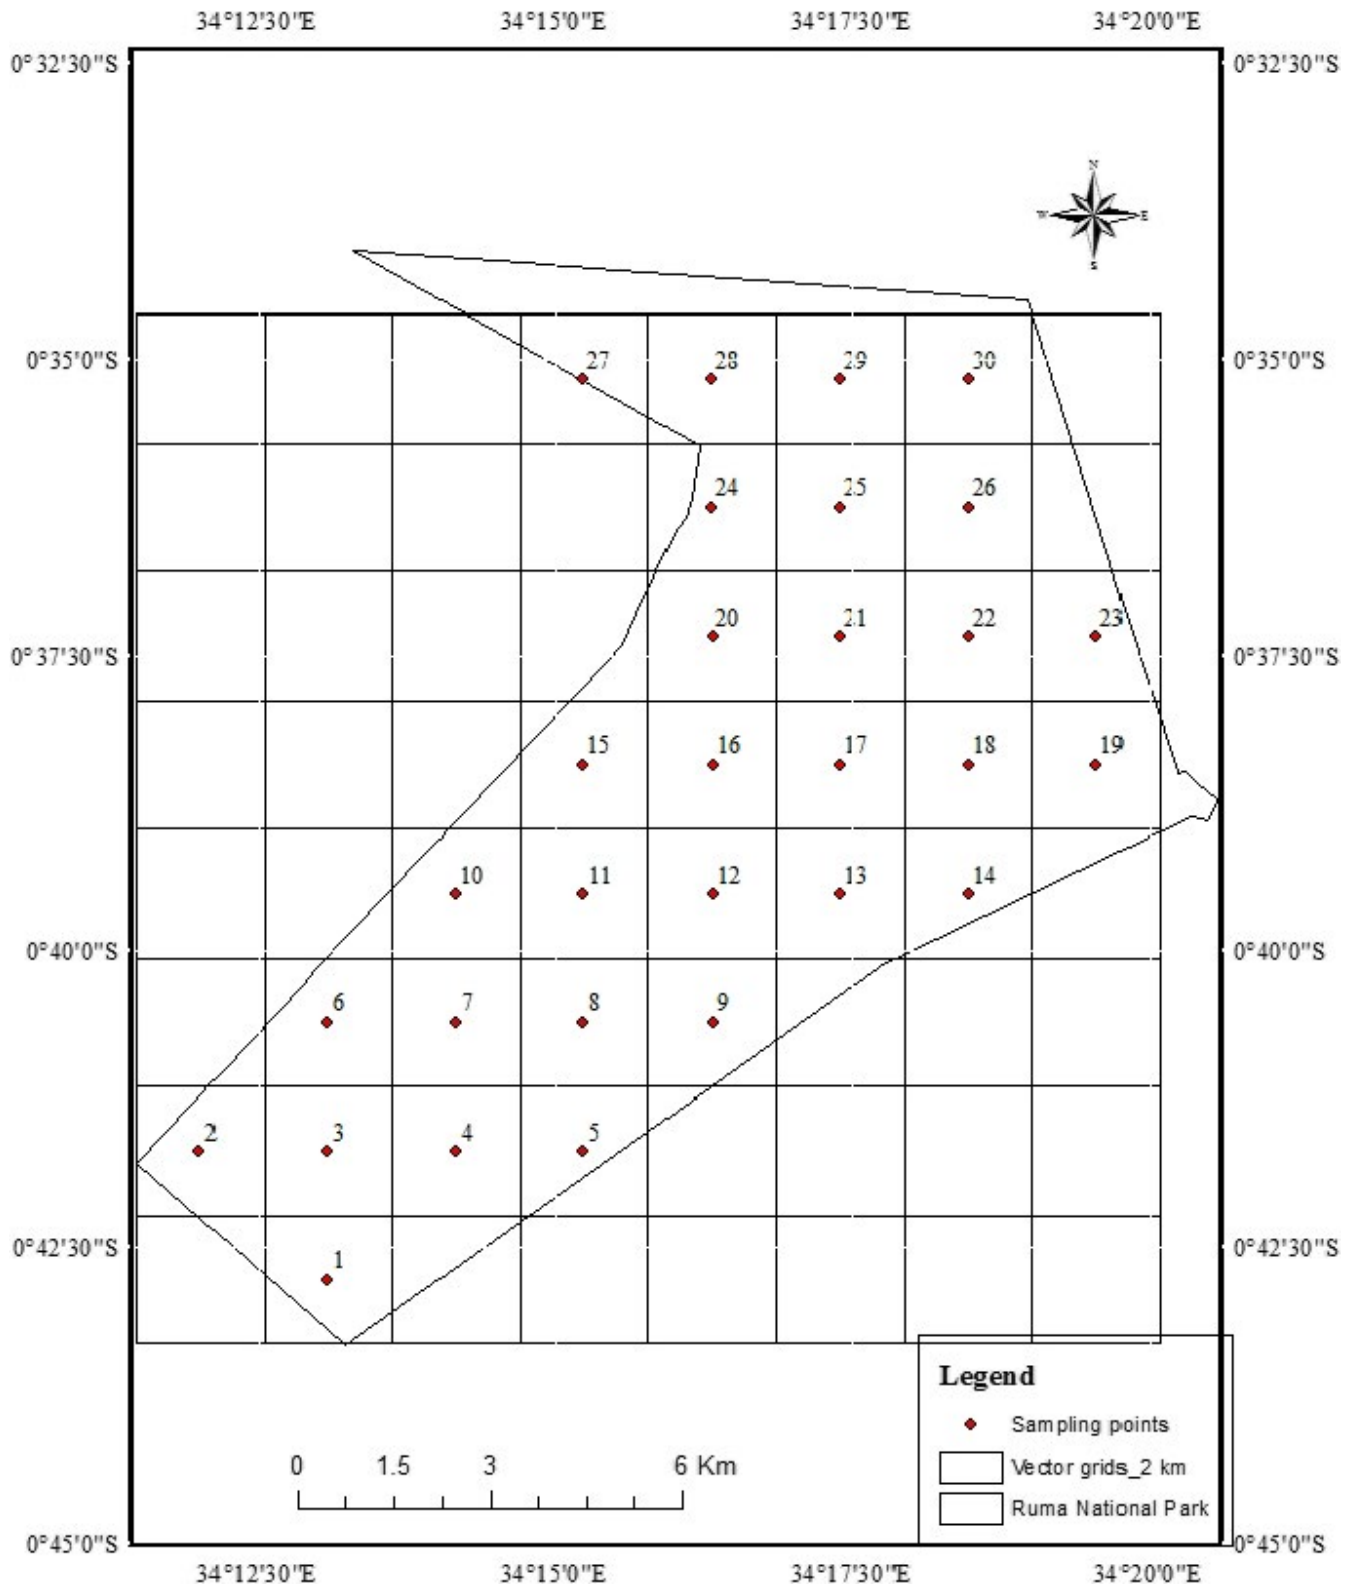 34°12'30"E 34°15'0"E 34°17'30"E 34°20'0"E
0°32'30"S 0°32'30"S
N
W E
S
0°35'0"S 27 28 29 30 0°35'0"S
24 25 26
20 21 22 23
0°37'30"S 0°37'30"S
15 16 17 18 19
10 11 12 13 14
0°40'0"S 0°40'0"S
6 7 8 9
2 3 4 5
0°42'30"S 0°42'30"S
1
Legend
Sampling points
Vector grids_2 km
Ruma National Park
0 1.5 3 6 Km
0°45'0"S 0°45'0"S
34°12'30"E 34°15'0"E 34°17'30"E 34°20'0"E